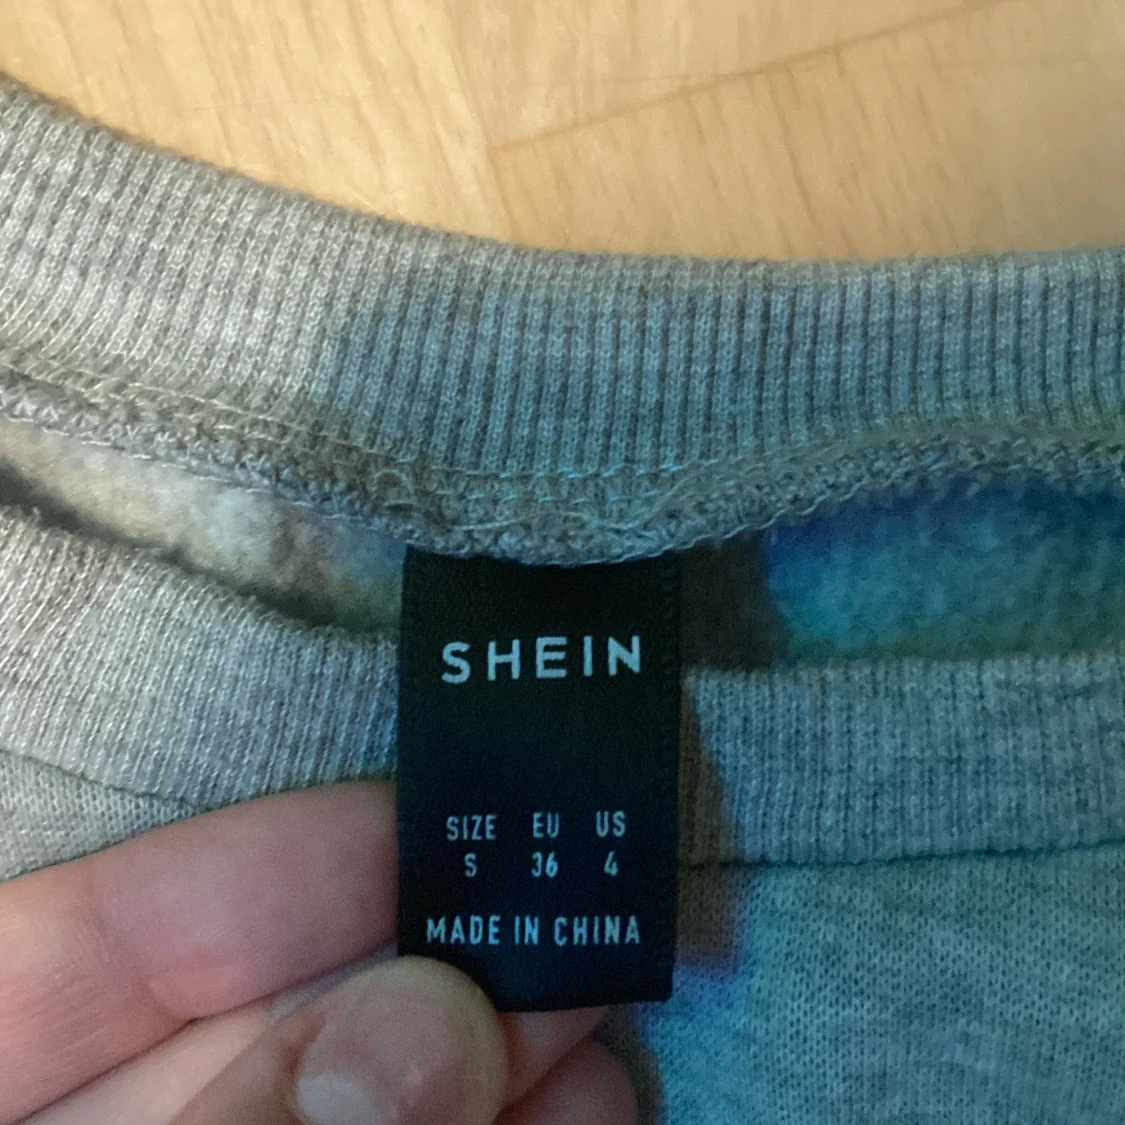 SHEIN
SIZE EU US
S 36 4
MADE IN CHINA